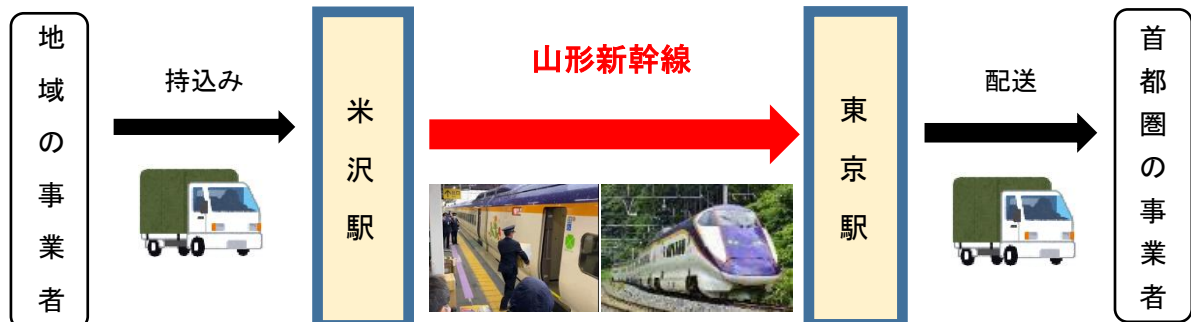 地域の事業者
持込み
米沢駅
山形新幹線
東京駅
配送
首都圏の事業者